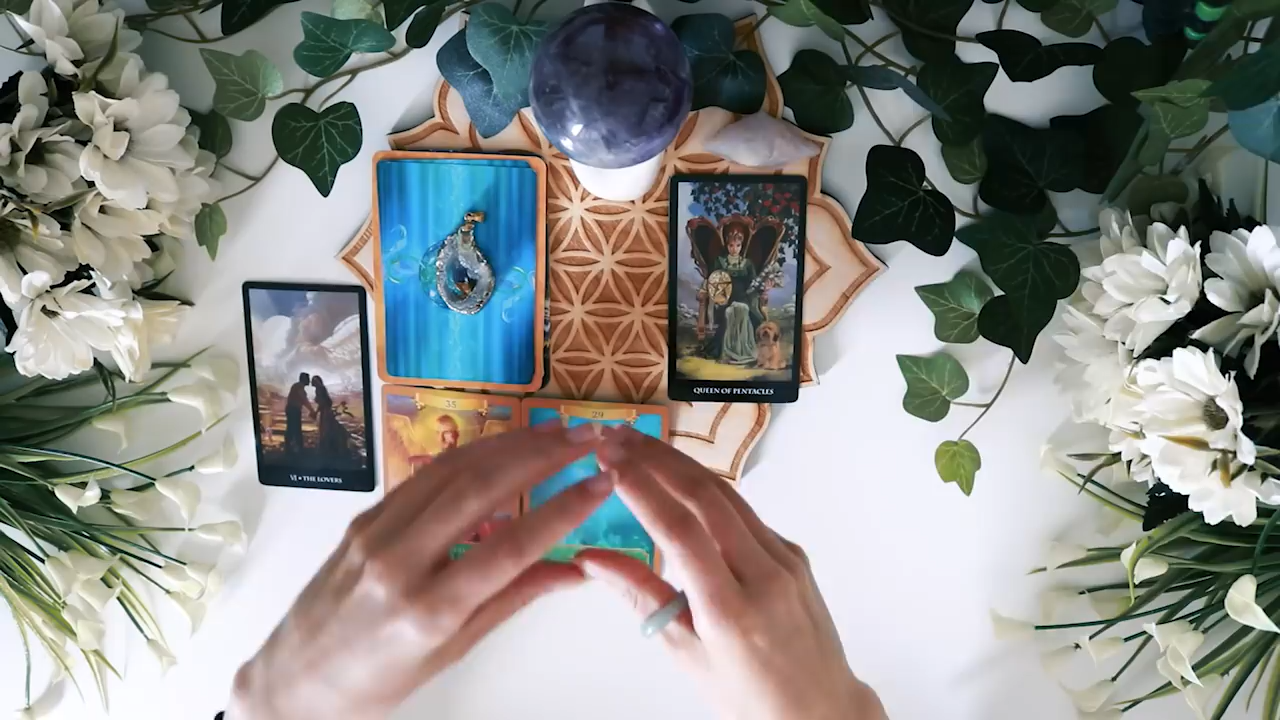 VI • THE LOVERS
QUEEN OF PENTACLES
35
29